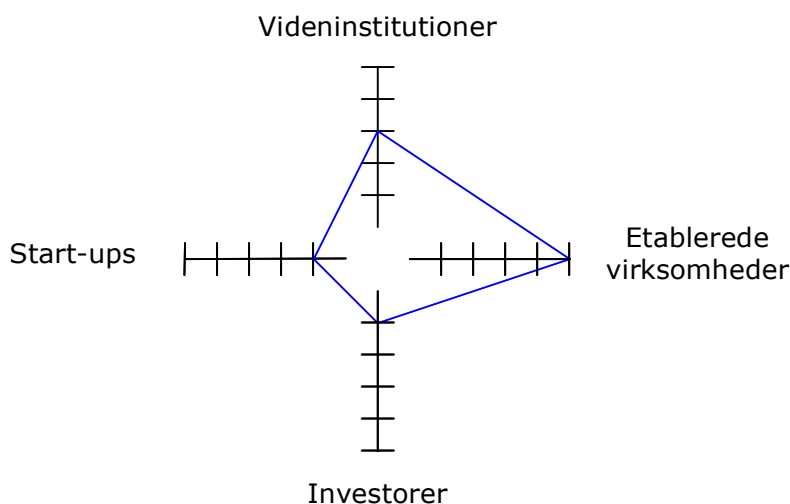 Videninstitutioner
Start-ups
Etablerede
virksomheder
Investorer